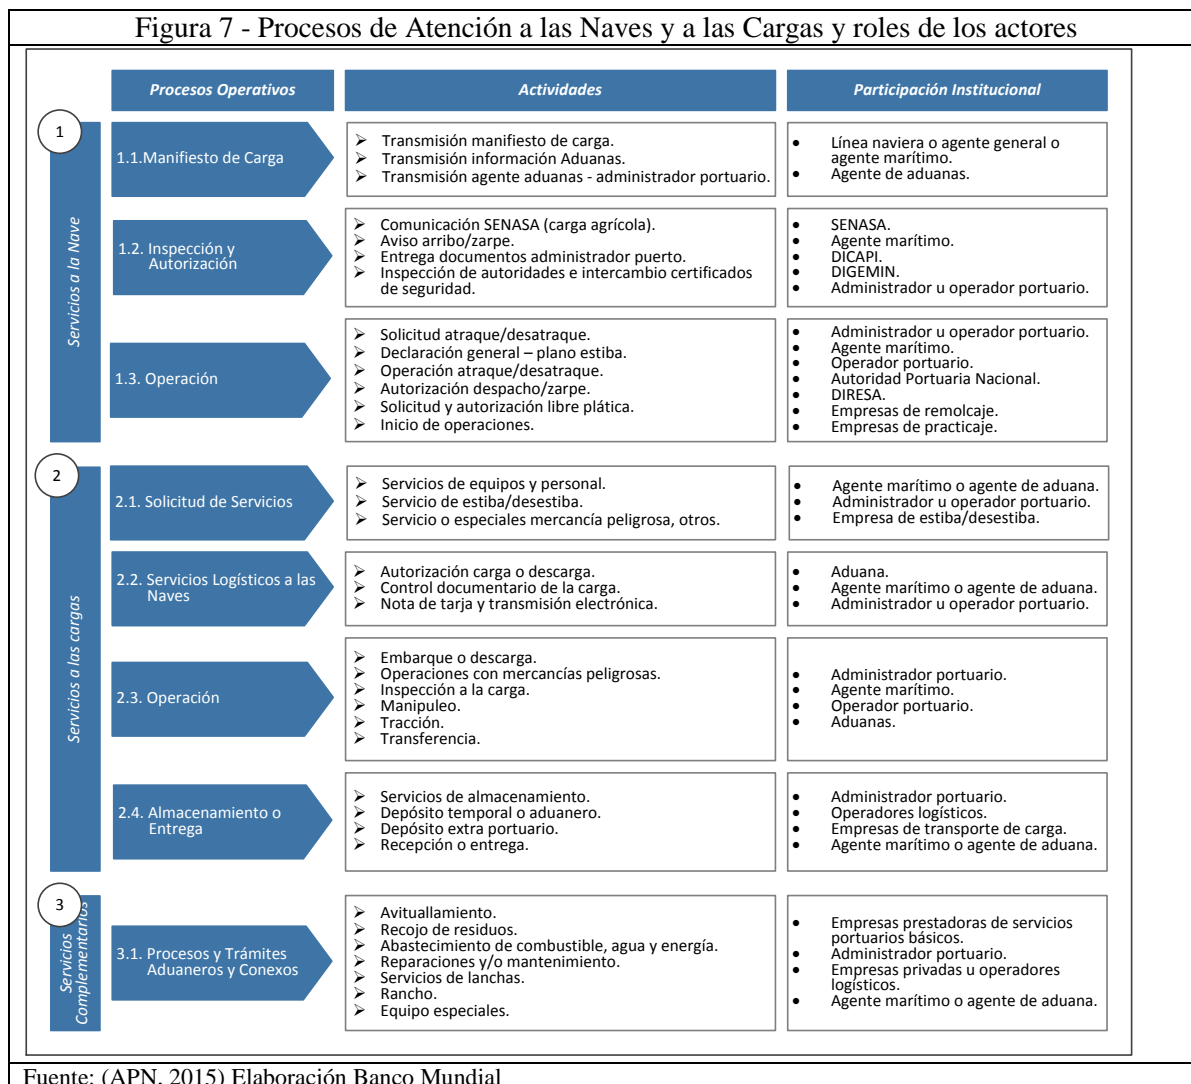 Figura 7 - Procesos de Atención a las Naves y a las Cargas y roles de los actores
Procesos Operativos
Actividades
Participación Institucional
1
Servicios a la Nave
1.1.Manifiesto de Carga
➢ Transmisión manifiesto de carga.
➢ Transmisión información Aduanas.
➢ Transmisión agente aduanas - administrador portuario.
• Línea naviera o agente general o
agente marítimo.
• Agente de aduanas.
1.2. Inspección y
Autorización
➢ Comunicación SENASA (carga agrícola).
➢ Aviso arribo/zarpe.
➢ Entrega documentos administrador puerto.
➢ Inspección de autoridades e intercambio certificados
de seguridad.
• SENASA.
• Agente marítimo.
• DICAPI.
• DIGEMIN.
• Administrador u operador portuario.
1.3. Operación
➢ Solicitud atraque/desatraque.
➢ Declaración general – plano estiba.
➢ Operación atraque/desatraque.
➢ Autorización despacho/zarpe.
➢ Solicitud y autorización libre plática.
➢ Inicio de operaciones.
• Administrador u operador portuario.
• Agente marítimo.
• Operador portuario.
• Autoridad Portuaria Nacional.
• DIRESA.
• Empresas de remolcaje.
• Empresas de practicaje.
2
Servicios a las cargas
2.1. Solicitud de Servicios
➢ Servicios de equipos y personal.
➢ Servicio de estiba/desestiba.
➢ Servicio o especiales mercancía peligrosa, otros.
• Agente marítimo o agente de aduana.
• Administrador u operador portuario.
• Empresa de estiba/desestiba.
2.2. Servicios Logísticos a las
Naves
➢ Autorización carga o descarga.
➢ Control documentario de la carga.
➢ Nota de tarja y transmisión electrónica.
• Aduana.
• Agente marítimo o agente de aduana.
• Administrador u operador portuario.
2.3. Operación
➢ Embarque o descarga.
➢ Operaciones con mercancías peligrosas.
➢ Inspección a la carga.
➢ Manipuleo.
➢ Tracción.
➢ Transferencia.
• Administrador portuario.
• Agente marítimo.
• Operador portuario.
• Aduanas.
2.4. Almacenamiento o
Entrega
➢ Servicios de almacenamiento.
➢ Depósito temporal o aduanero.
➢ Depósito extra portuario.
➢ Recepción o entrega.
• Administrador portuario.
• Operadores logísticos.
• Empresas de transporte de carga.
• Agente marítimo o agente de aduana.
3
Servicios
Complementarios
3.1. Procesos y Trámites
Aduaneros y Conexos
➢ Avituallamiento.
➢ Recojo de residuos.
➢ Abastecimiento de combustible, agua y energía.
➢ Reparaciones y/o mantenimiento.
➢ Servicios de lanchas.
➢ Rancho.
➢ Equipo especiales.
• Empresas prestadoras de servicios
portuarios básicos.
• Administrador portuario.
• Empresas privadas u operadores
logísticos.
• Agente marítimo o agente de aduana.
Fuente: (APN, 2015) Elaboración Banco Mundial